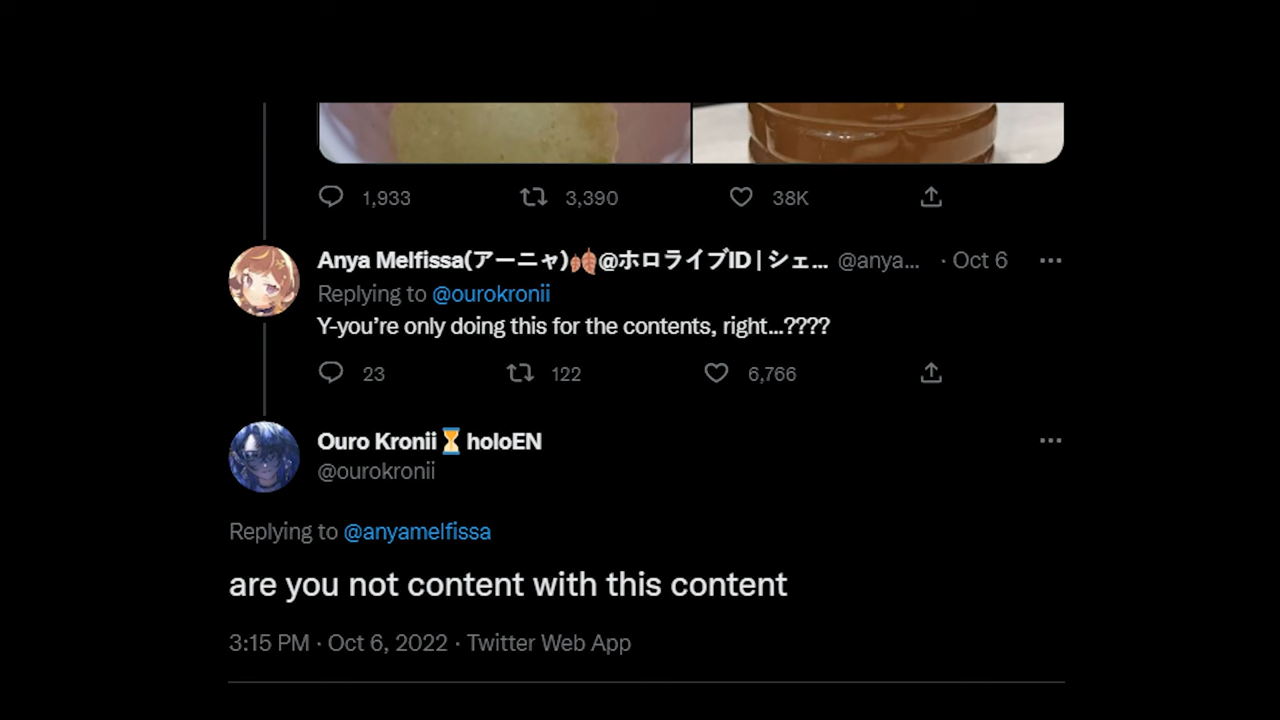 1,933 3,390 38K
Anya Melfissa(アーニャ)🍂@ホロライブID | シェ... @anya... · Oct 6
Replying to @ourokronii
Y-you’re only doing this for the contents, right...????
23 122 6,766
Ouro Kronii⏳holoEN
@ourokronii
Replying to @anyamelfissa
are you not content with this content
3:15 PM · Oct 6, 2022 · Twitter Web App